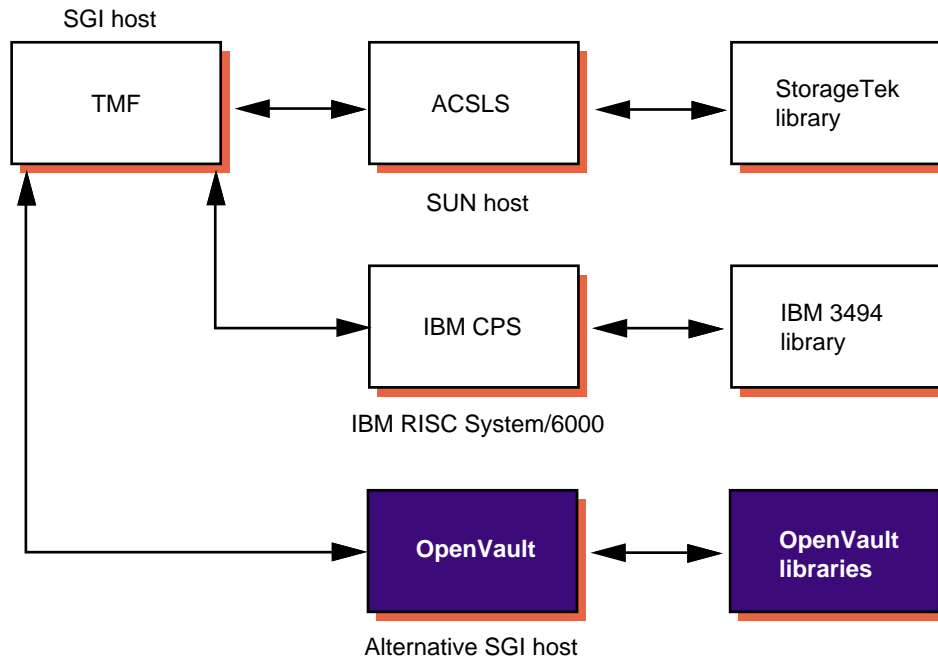 SGI host
TMF
ACSLS
StorageTek
library
SUN host
IBM CPS
IBM 3494
library
IBM RISC System/6000
OpenVault
OpenVault
libraries
Alternative SGI host